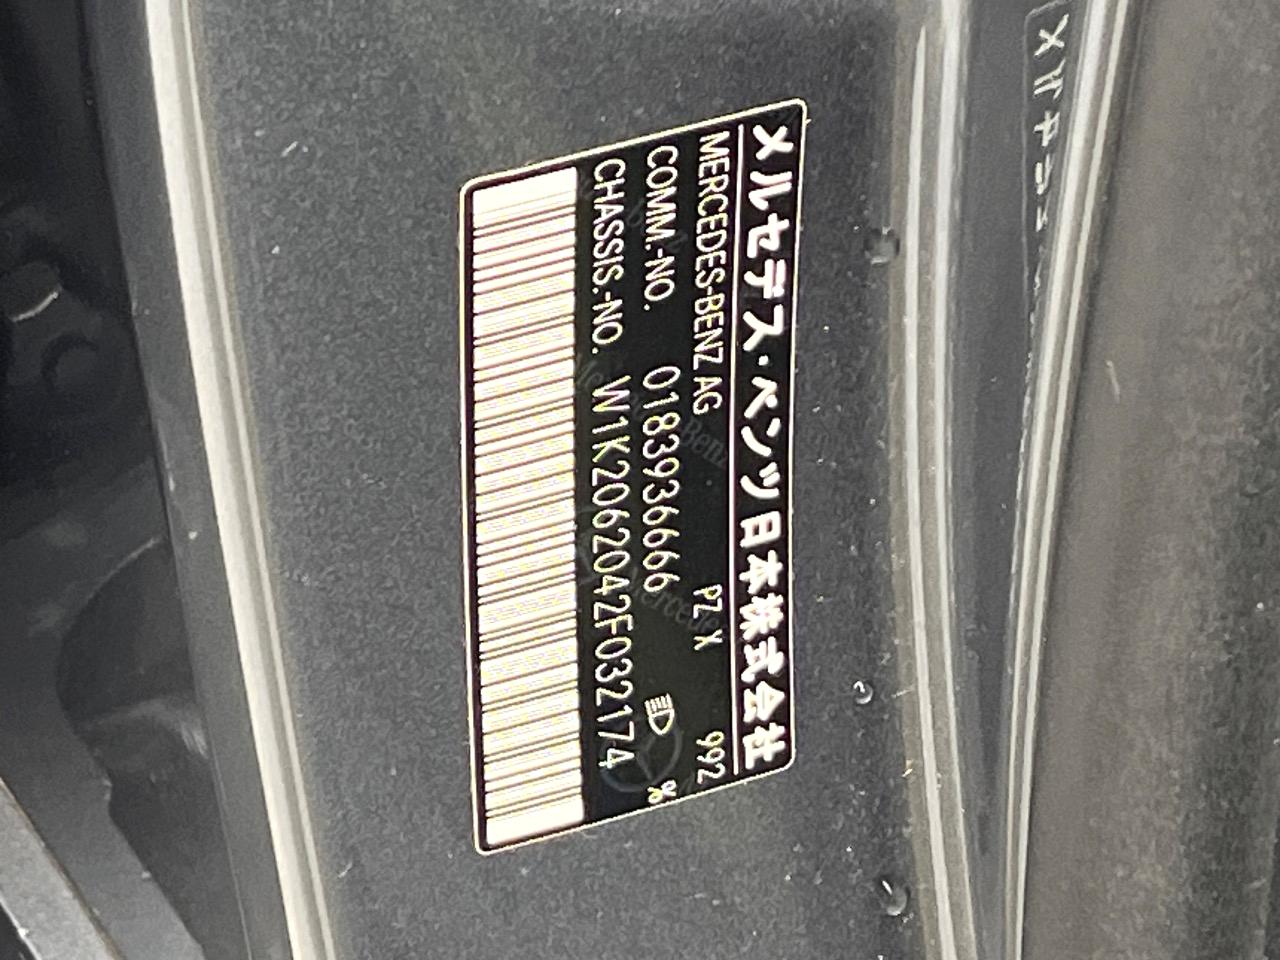 メルセデス・ベンツ日本株式会社
MERCEDES-BENZ AG PZ X 992
COMM.-NO. 0183936666 %
CHASSIS.-NO. W1K2062042F032174